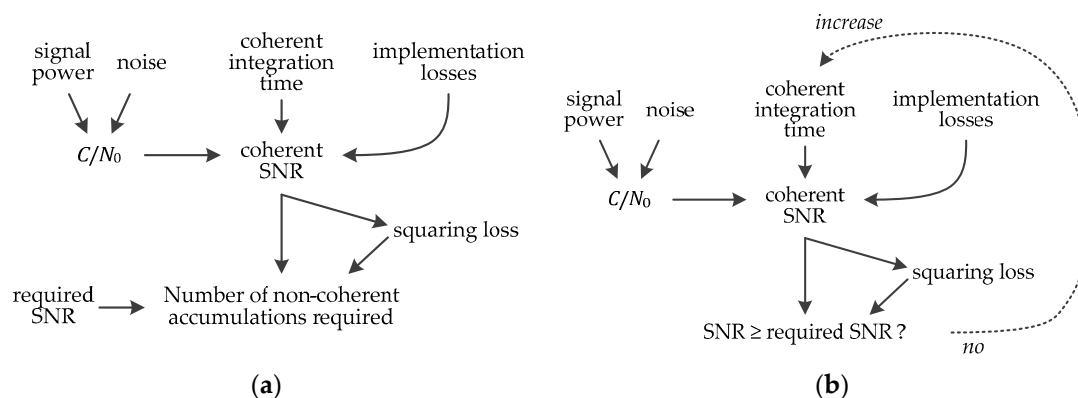 signal
power
noise
coherent
integration
time
implementation
losses
C/N0
coherent
SNR
squaring loss
required
SNR
Number of non-coherent
accumulations required
(a)
increase
signal
power
noise
coherent
integration
time
implementation
losses
C/N0
coherent
SNR
squaring loss
SNR ≥ required SNR ?
no
(b)